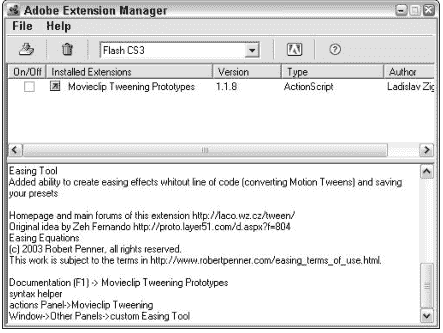 Adobe Extension Manager
File Help
Flash CS3
On/Off Installed Extensions Version Type Author
Movieclip Tweening Prototypes 1.1.8 ActionScript Ladislav Zig
Easing Tool
Added ability to create easing effects whitout line of code (converting Motion Tweens) and saving
your presets
Homepage and main forums of this extension http://laco.wz.cz/tween/
Original idea by Zeh Fernando http://proto.layer51.com/d.aspx?f=804
Easing Equations
(c) 2003 Robert Penner, all rights reserved.
This work is subject to the terms in http://www.robertpenner.com/easing_terms_of_use.html.
Documentation (F1) -> Movieclip Tweening Prototypes
syntax helper
actions Panel->Movieclip Tweening
Window->Other Panels->custom Easing Tool